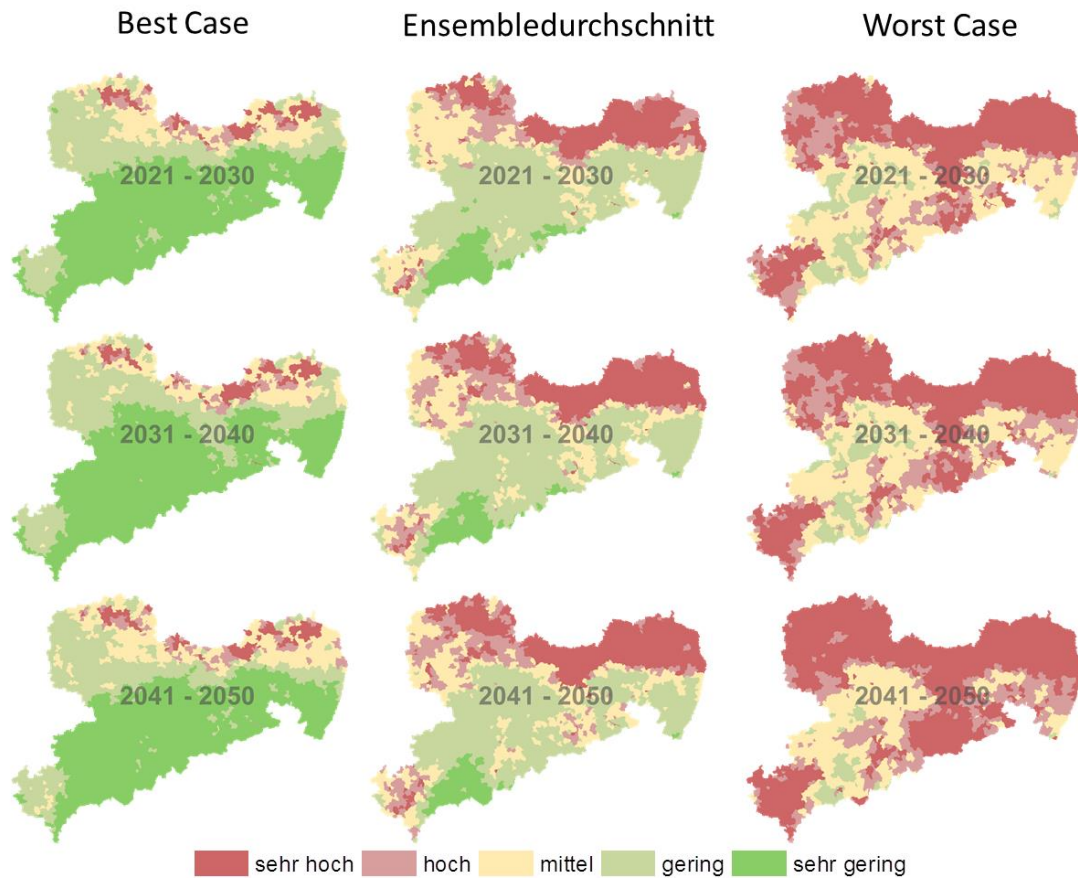 Best Case Ensembledurchschnitt Worst Case
2021 - 2030 2021 - 2030 2021 - 2030
2031 - 2040 2031 - 2040 2031 - 2040
2041 - 2050 2041 - 2050 2041 - 2050
sehr hoch hoch mittel gering sehr gering